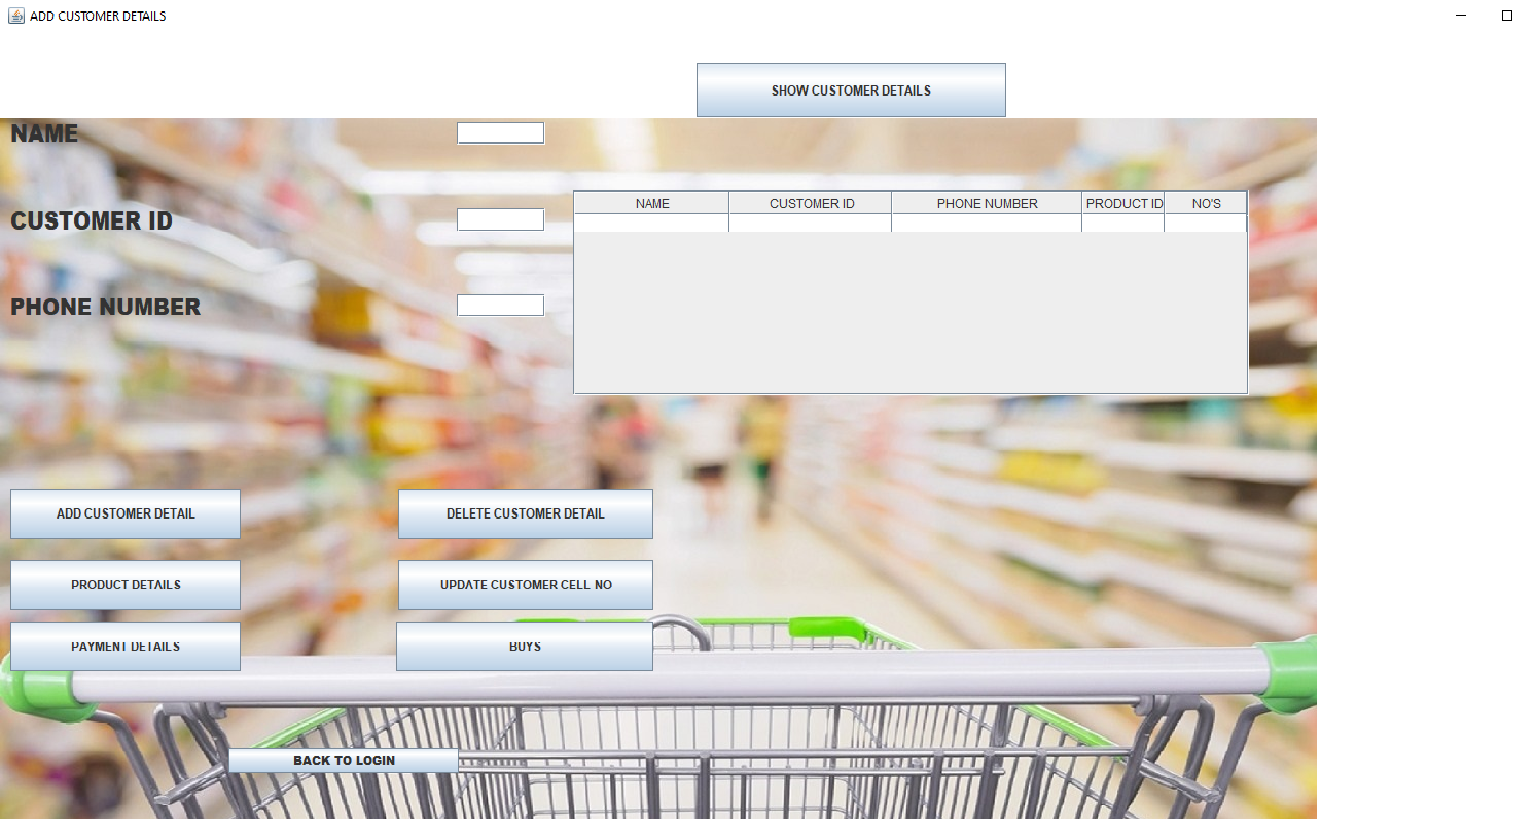 ADD CUSTOMER DETAILS
SHOW CUSTOMER DETAILS
NAME
CUSTOMER ID
PHONE NUMBER
NAME CUSTOMER ID PHONE NUMBER PRODUCT ID NO'S
ADD CUSTOMER DETAIL DELETE CUSTOMER DETAIL
PRODUCT DETAILS UPDATE CUSTOMER CELL NO
PAYMENT DETAILS BUYS
BACK TO LOGIN